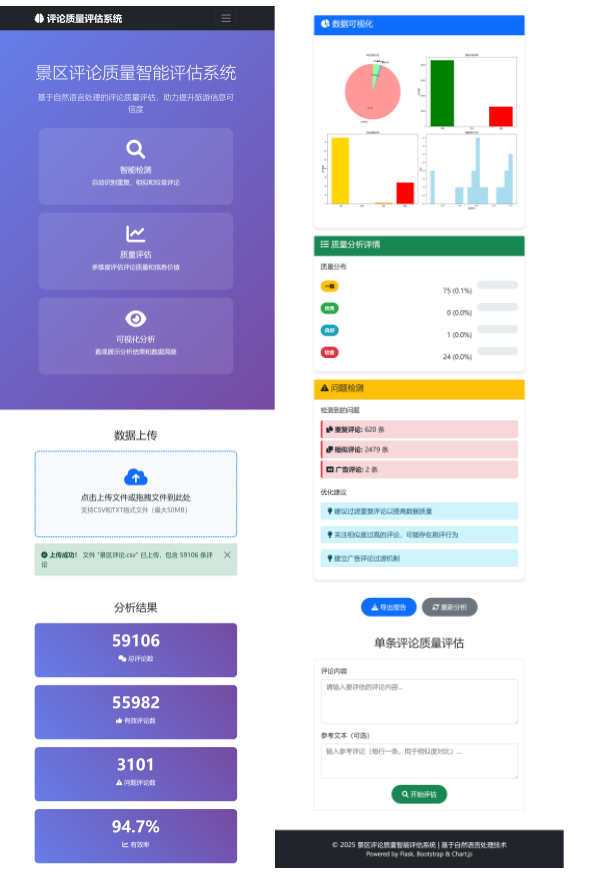 评论质量评估系统
景区评论质量智能评估系统
基于自然语言处理的评论质量评估，助力提升旅游信息可
信度
智能检测
自动识别重复、相似和垃圾评论
质量评估
多维度评估评论质量和信息价值
可视化分析
直观展示分析结果和数据洞察
数据上传
点击上传文件或拖拽文件到此处
支持CSV和TXT格式文件（最大50MB）
上传成功！ 文件 "景区评论.csv" 已上传，包含 59106 条评
论
分析结果
59106
总评论数
55982
有效评论数
3101
问题评论数
94.7%
有效率
数据可视化
质量分析详情
质量分布
一般
75 (0.1%)
优秀
0 (0.0%)
良好
1 (0.0%)
较差
24 (0.0%)
问题检测
检测到的问题
重复评论: 620 条
相似评论: 2479 条
广告评论: 2 条
优化建议
建议过滤重复评论以提高数据质量
关注相似度过高的评论，可能存在刷评行为
建立广告评论过滤机制
导出报告
重新分析
单条评论质量评估
评论内容
请输入要评估的评论内容...
参考文本（可选）
输入参考评论（每行一条，用于相似度对比）...
开始评估
© 2025 景区评论质量智能评估系统 | 基于自然语言处理技术
Powered by Flask, Bootstrap & Chart.js